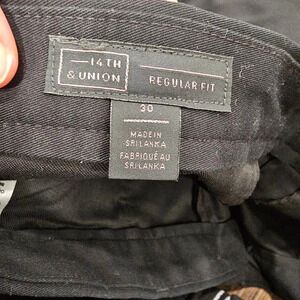 14TH
& UNION
REGULAR FIT
30
MADE IN
SRI LANKA
FABRIQUÉ AU
SRI LANKA